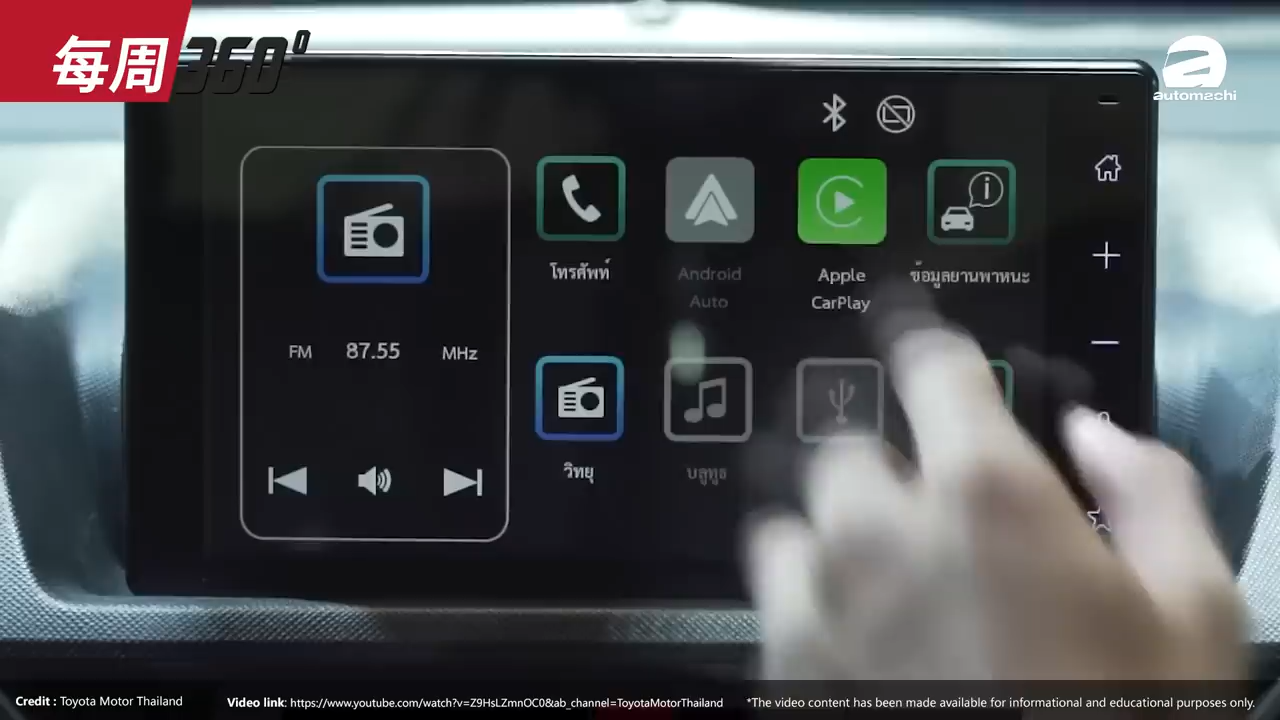 每周360°
automachi
FM 87.55 MHz
โทรศัพท์
Android
Auto
Apple
CarPlay
ข้อมูลยานพาหนะ
วิทยุ
บลูทูธ
Credit : Toyota Motor Thailand
Video link: https://www.youtube.com/watch?v=Z9HsLZmnOC0&ab_channel=ToyotaMotorThailand
*The video content has been made available for informational and educational purposes only.